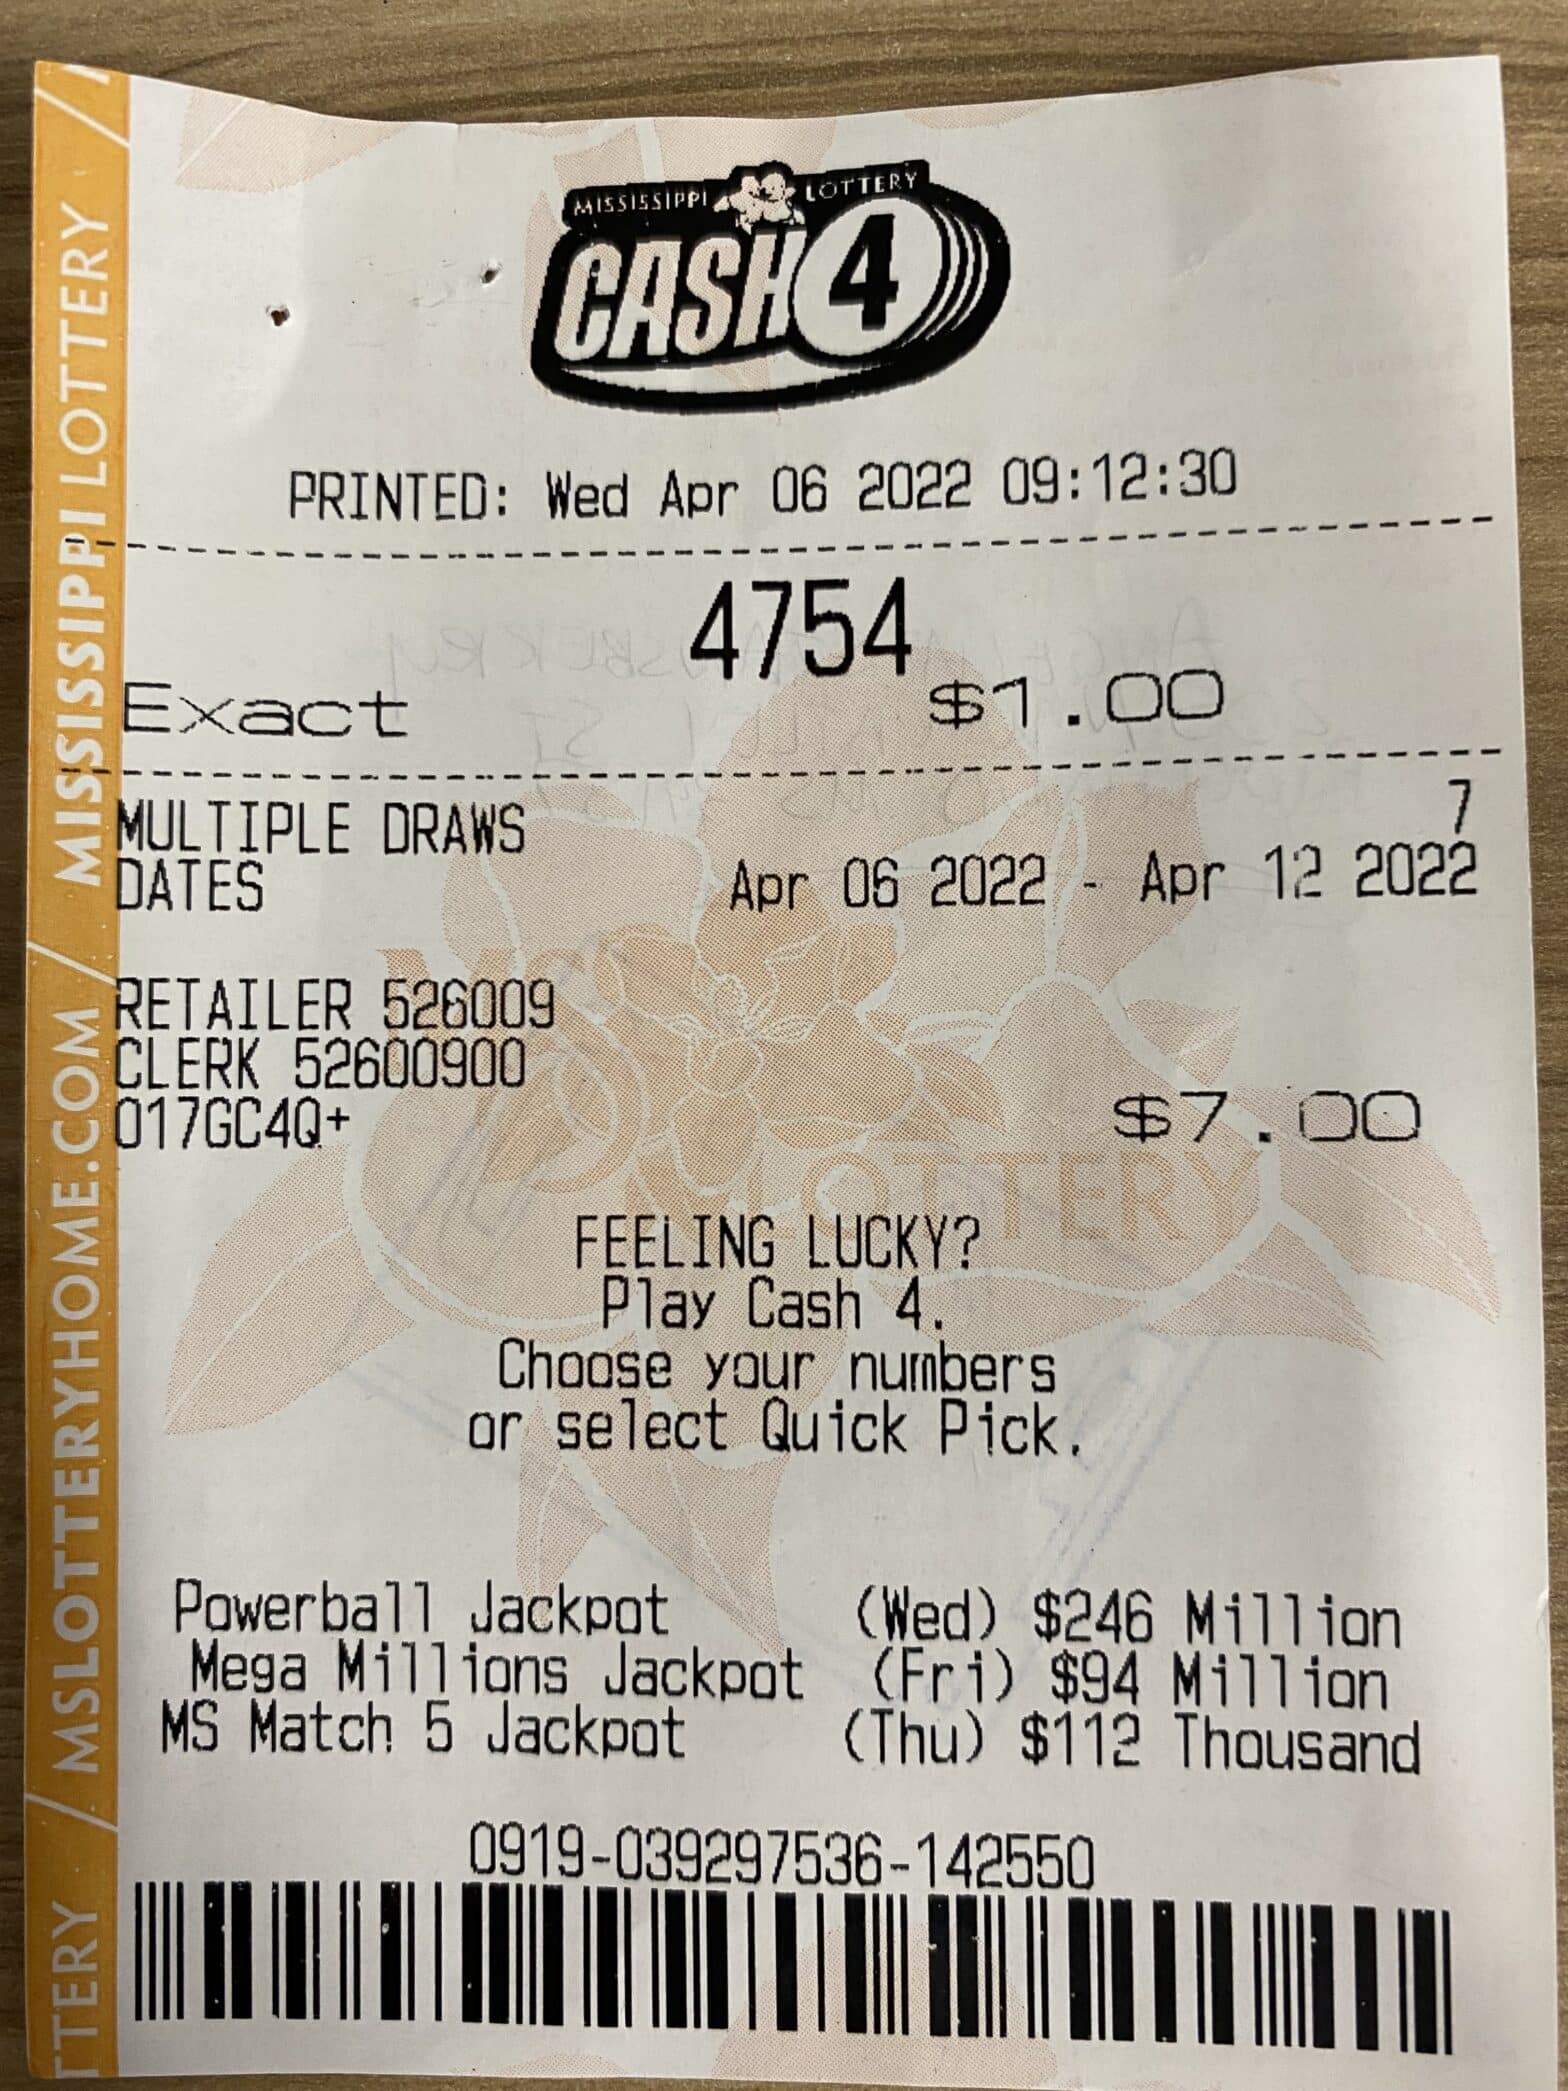 MISSISSIPPI LOTTERY
CASH 4
PRINTED: Wed Apr 06 2022 09:12:30
4754
Exact $1.00
MULTIPLE DRAWS 7
DATES Apr 06 2022 - Apr 12 2022
RETAILER 526009
CLERK 52600900
017GC4Q+ $7.00
FEELING LUCKY?
Play Cash 4.
Choose your numbers
or select Quick Pick.
Powerball Jackpot (Wed) $246 Million
Mega Millions Jackpot (Fri) $94 Million
MS Match 5 Jackpot (Thu) $112 Thousand
0919-039297536-142550
TTERY / MSLOTTERYHOME.COM / MISSISSIPPI LOTTERY /
MS
LOTTERY